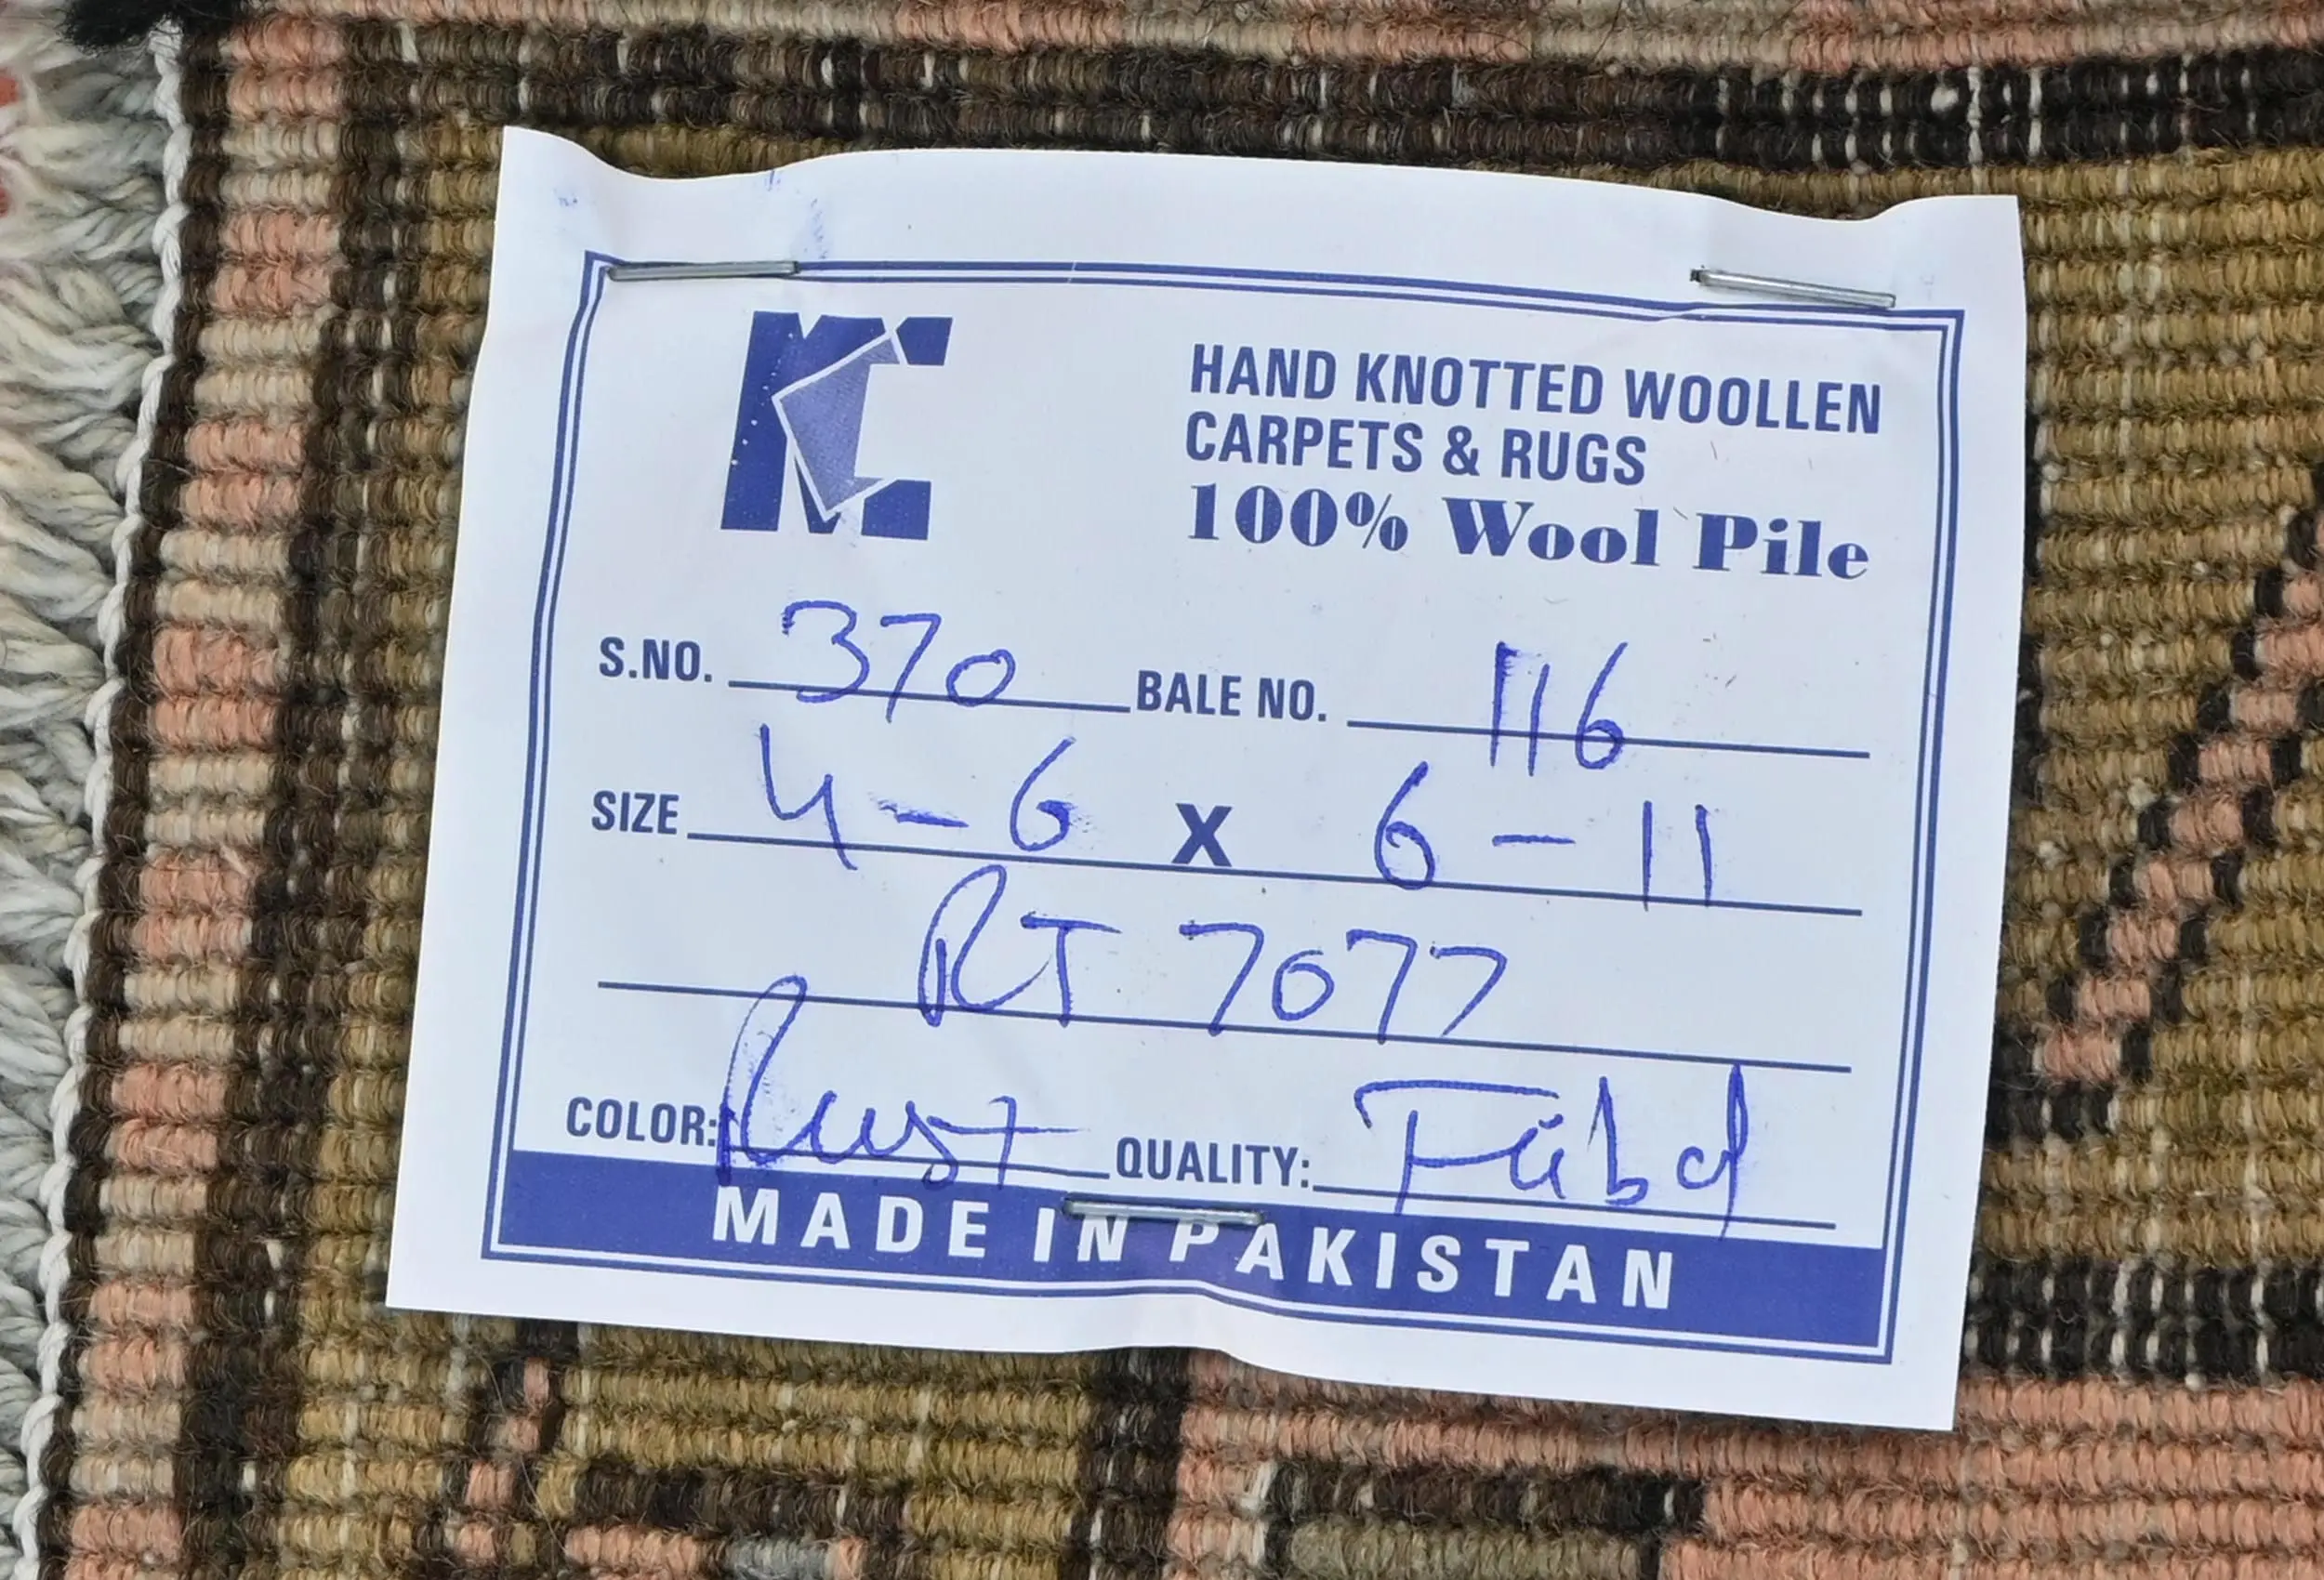 MC
HAND KNOTTED WOOLLEN
CARPETS & RUGS
100% Wool Pile
S.NO. 370 BALE NO. 116
SIZE 4-6 X 6-11
RT 7077
COLOR: Rust QUALITY:
MADE IN PAKISTAN